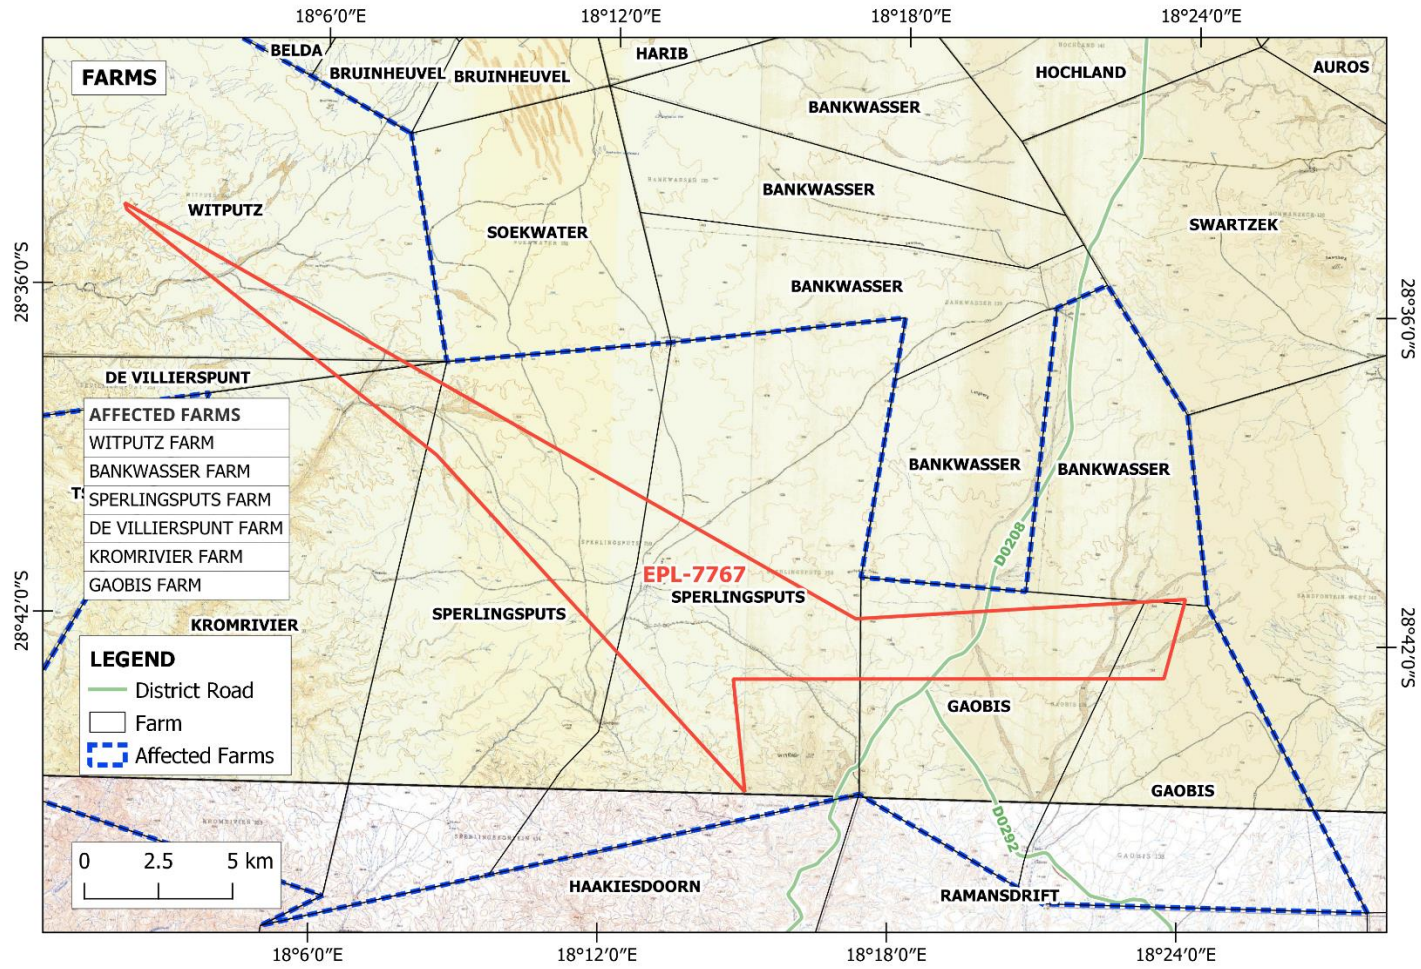 18°6′0″E 18°12′0″E 18°18′0″E 18°24′0″E
FARMS
BELDA
BRUINHEUVEL
BRUINHEUVEL
HARIB
HOCHLAND
AUROS
BANKWASSER
BANKWASSER
WITPUTZ
SOEKWATER
SWARTZEK
28°36′0″S
BANKWASSER
28°36′0″S
DE VILLIERSPUNT
AFFECTED FARMS
WITPUTZ FARM
BANKWASSER FARM
SPERLINGSPUTS FARM
DE VILLIERSPUNT FARM
KROMRIVIER FARM
GAOBIS FARM
BANKWASSER
BANKWASSER
D0208
EPL-7767
SPERLINGSPUTS
28°42′0″S
SPERLINGSPUTS
KROMRIVIER
28°42′0″S
LEGEND
District Road
Farm
Affected Farms
GAOBIS
GAOBIS
D0292
0 2.5 5 km
HAAKIESDOORN
RAMANSDRIFT
18°6′0″E 18°12′0″E 18°18′0″E 18°24′0″E